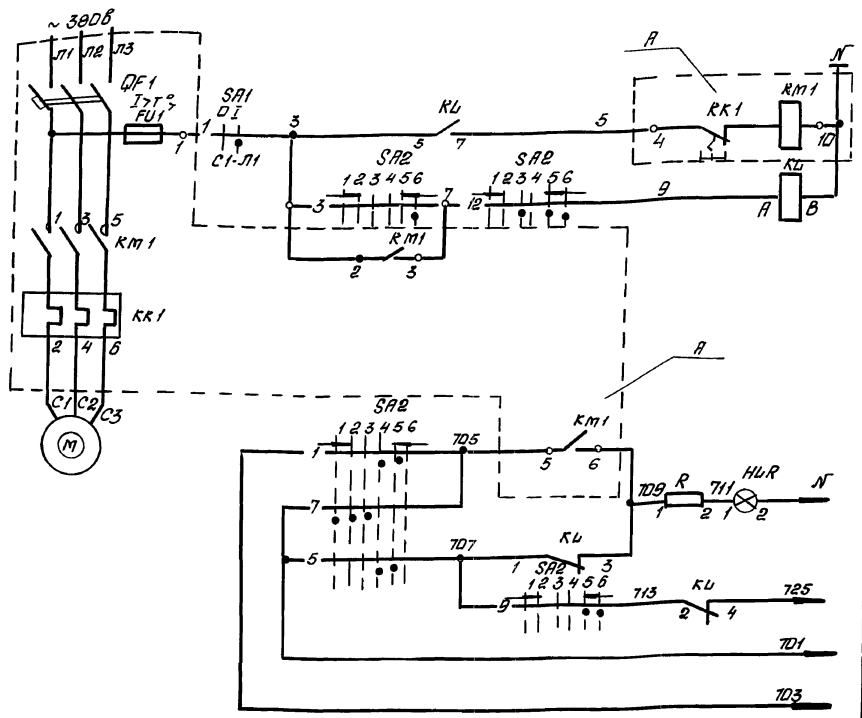 ~ 380В
Л1 Л2 Л3
QF1
I>T°>
FU1
1
1
SA1
D I
С1-Л1
3
KL
5 7
5
A
4
KK1
KM1
10
N
SA2
1 2 3 4 5 6
3
7
SA2
1 2 3 4 5 6
12
9
KL
A B
KM1
2 3
1 3 5
KM1
KK1
2 4 6
C1 C2 C3
M
A
SA2
1 2 3 4 5 6
1
705
KM1
5 6
7
709
R
1 2
711
HLR
1 2
N
5
707
KL
1 3
SA2
1 2 3 4 5 6
9
713
KL
2 4
725
701
703